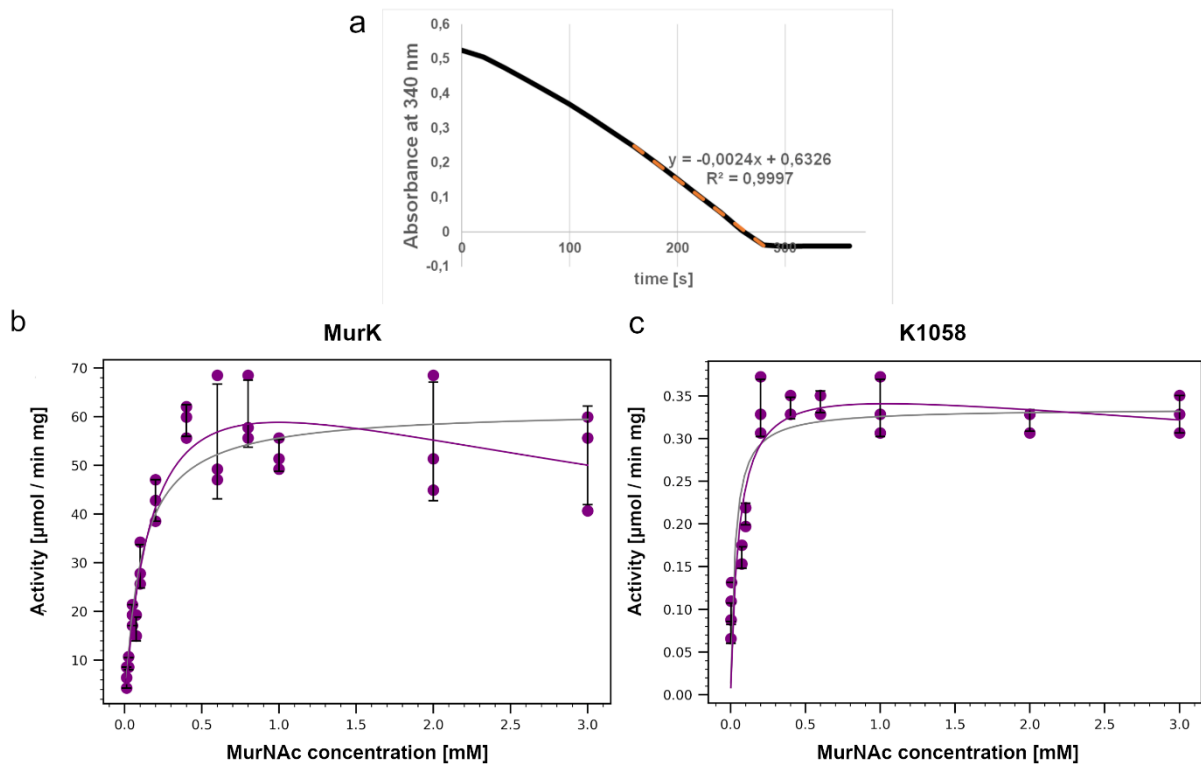 a
0,6
0,5
0,4
0,3
0,2
0,1
0
-0,1
Absorbance at 340 nm
y = -0,0024x + 0,6326
R² = 0,9997
0 100 200 300
time [s]
b
MurK
70
60
50
40
30
20
10
Activity [µmol / min mg]
0.0 0.5 1.0 1.5 2.0 2.5 3.0
MurNAc concentration [mM]
c
K1058
0.35
0.30
0.25
0.20
0.15
0.10
0.05
0.00
Activity [µmol / min mg]
0.0 0.5 1.0 1.5 2.0 2.5 3.0
MurNAc concentration [mM]